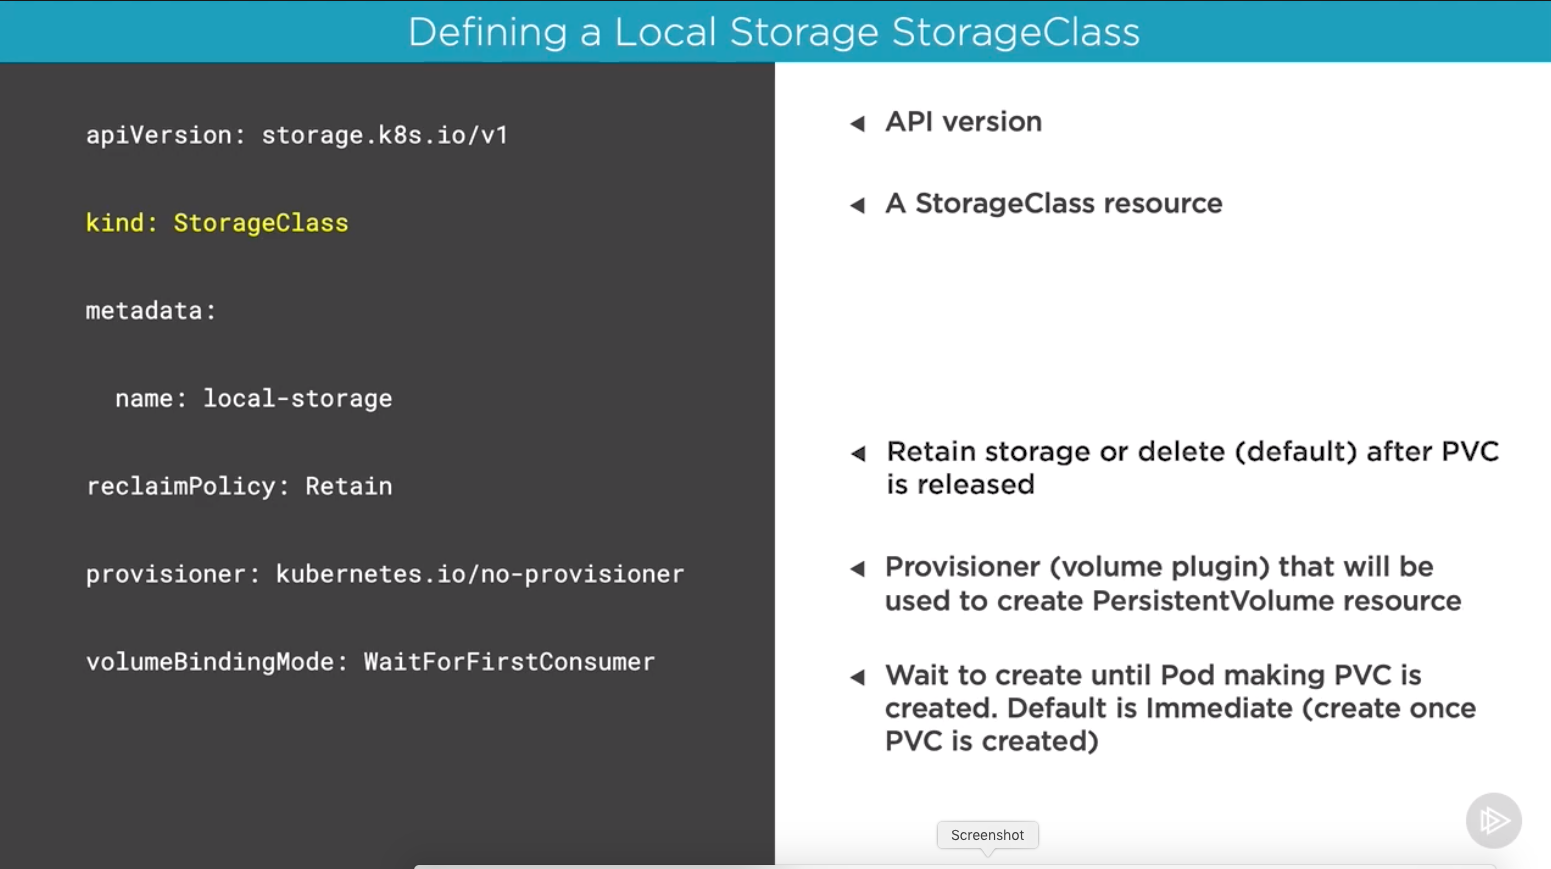 Defining a Local Storage StorageClass
apiVersion: storage.k8s.io/v1
kind: StorageClass
metadata:
  name: local-storage
reclaimPolicy: Retain
provisioner: kubernetes.io/no-provisioner
volumeBindingMode: WaitForFirstConsumer
API version
A StorageClass resource
Retain storage or delete (default) after PVC
is released
Provisioner (volume plugin) that will be
used to create PersistentVolume resource
Wait to create until Pod making PVC is
created. Default is Immediate (create once
PVC is created)
Screenshot